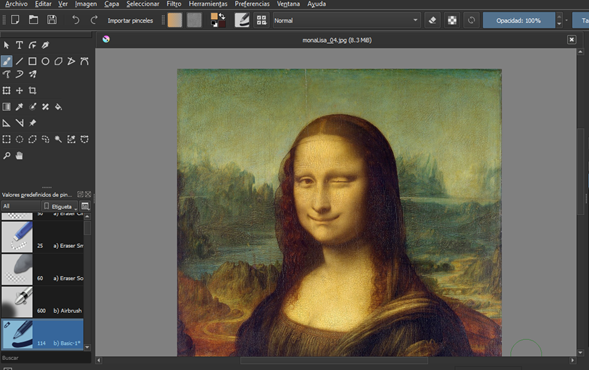 Archivo Editar Ver Imagen Capa Seleccionar Filtro Herramientas Preferencias Ventana Ayuda
Importar pinceles Normal Opacidad: 100% Ta
monaLisa_04.jpg (8.3 MiB)
Valores predefinidos de pin...
All Etiqueta
50 a) Eraser Ci
25 a) Eraser Sm
60 a) Eraser So
600 b) Airbrush
114 b) Basic-1*
Buscar